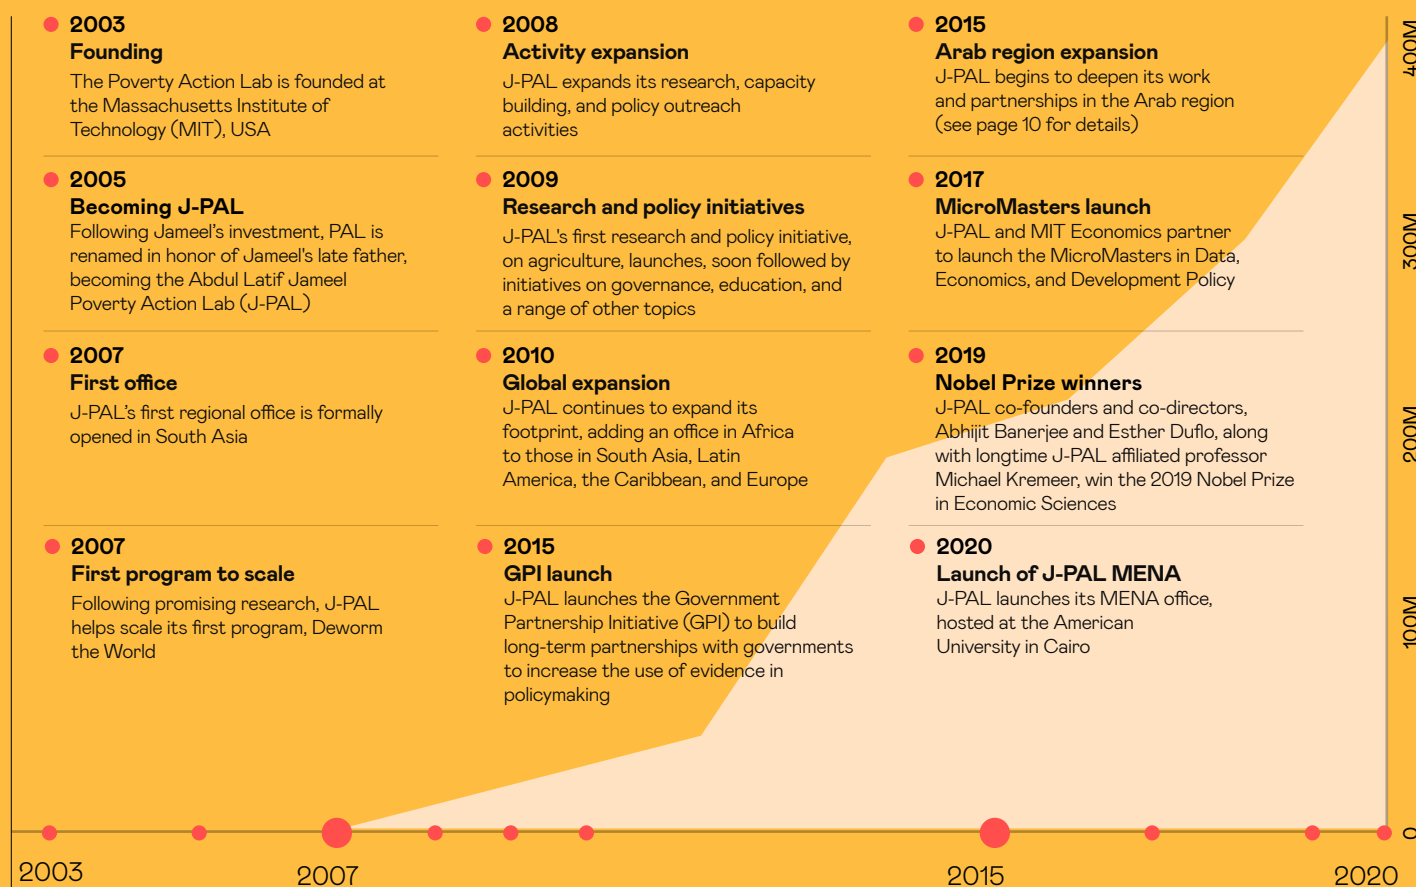 2003
Founding
The Poverty Action Lab is founded at
the Massachusetts Institute of
Technology (MIT), USA
2005
Becoming J-PAL
Following Jameel's investment, PAL is
renamed in honor of Jameel's late father,
becoming the Abdul Latif Jameel
Poverty Action Lab (J-PAL)
2007
First office
J-PAL's first regional office is formally
opened in South Asia
2007
First program to scale
Following promising research, J-PAL
helps scale its first program, Deworm
the World
2008
Activity expansion
J-PAL expands its research, capacity
building, and policy outreach
activities
2009
Research and policy initiatives
J-PAL's first research and policy initiative,
on agriculture, launches, soon followed by
initiatives on governance, education, and
a range of other topics
2010
Global expansion
J-PAL continues to expand its
footprint, adding an office in Africa
to those in South Asia, Latin
America, the Caribbean, and Europe
2015
GPI launch
J-PAL launches the Government
Partnership Initiative (GPI) to build
long-term partnerships with governments
to increase the use of evidence in
policymaking
2015
Arab region expansion
J-PAL begins to deepen its work
and partnerships in the Arab region
(see page 10 for details)
2017
MicroMasters launch
J-PAL and MIT Economics partner
to launch the MicroMasters in Data,
Economics, and Development Policy
2019
Nobel Prize winners
J-PAL co-founders and co-directors,
Abhijit Banerjee and Esther Duflo, along
with longtime J-PAL affiliated professor
Michael Kremeer, win the 2019 Nobel Prize
in Economic Sciences
2020
Launch of J-PAL MENA
J-PAL launches its MENA office,
hosted at the American
University in Cairo
400M
300M
200M
100M
0
2003
2007
2015
2020